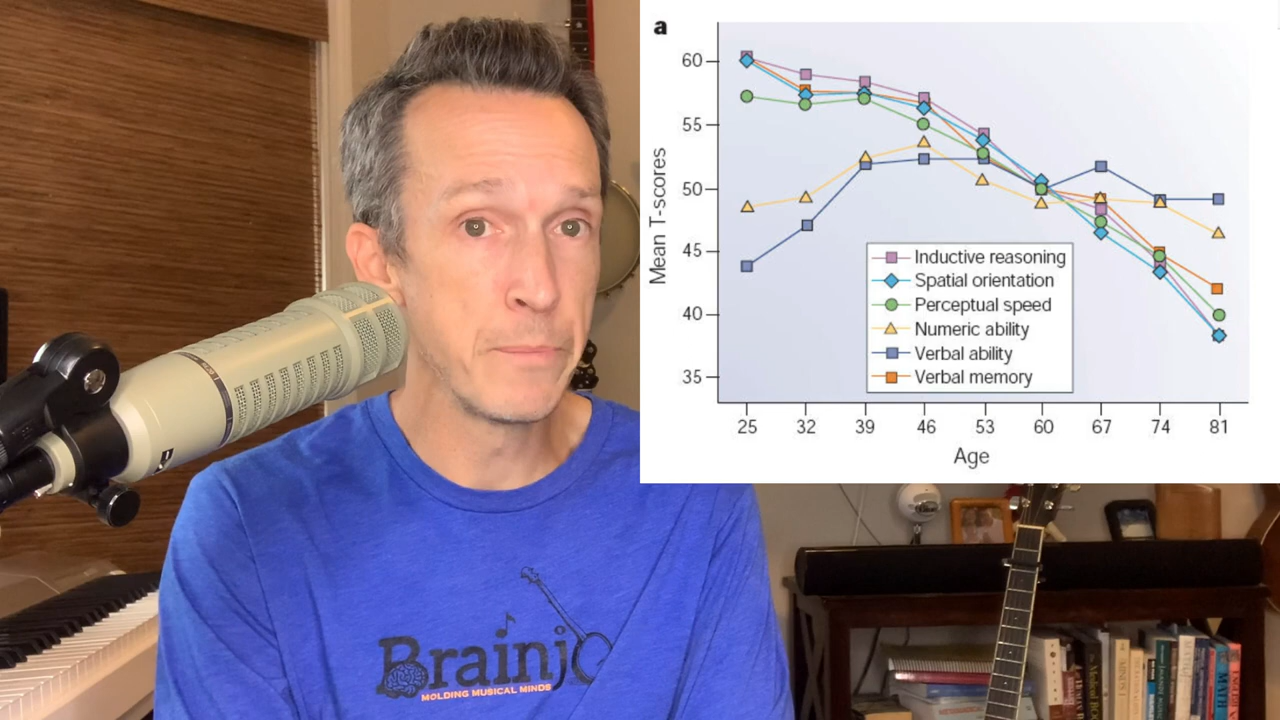 a
60
55
50
45
40
35
Mean T-scores
Inductive reasoning
Spatial orientation
Perceptual speed
Numeric ability
Verbal ability
Verbal memory
25 32 39 46 53 60 67 74 81
Age
Brainjo
MOLDING MUSICAL MINDS